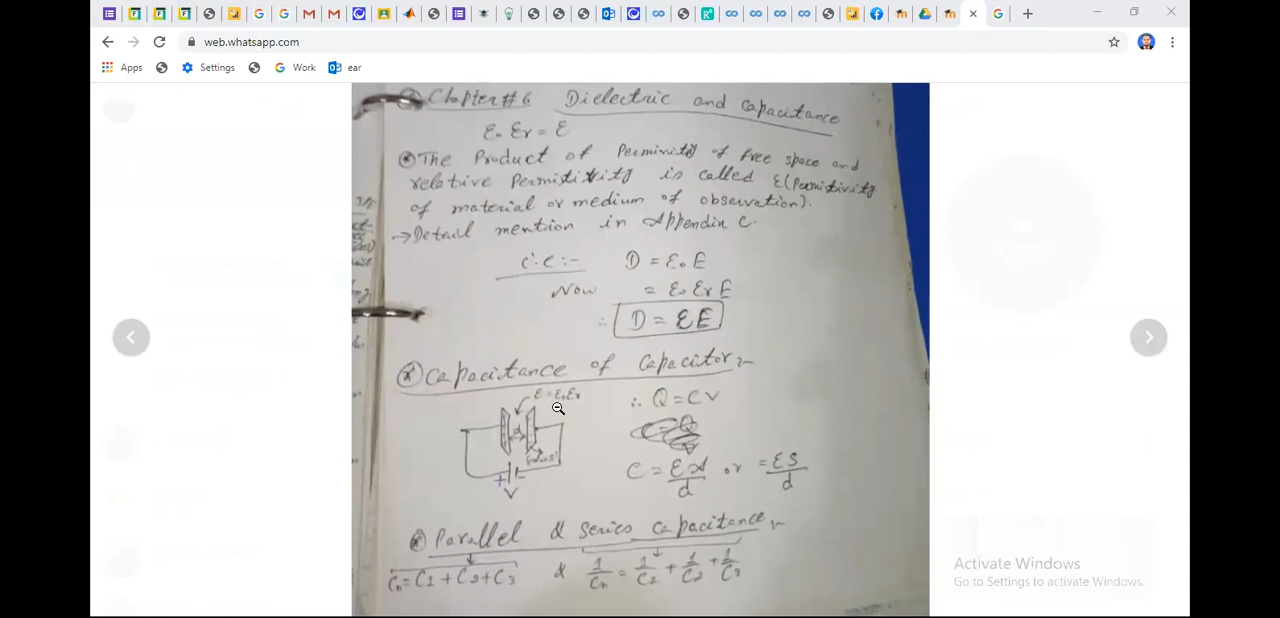 web.whatsapp.com
Apps
Settings
Work
ear
Chapter#6 Dielectric and Capacitance
ε₀ εr = ε
The Product of Permivity of free space and
relative Permistivity is called ε(Permitivity
of material or medium of observation).
→Detail mention in Appendix C.
i.e:- D = ε₀ E
Now = ε₀ εr E
∴ D = εE
Capacitance of Capacitor:-
ε=ε₀εr
∴ Q = CV
d
C = εA/d or = εS/d
+ -
V
Parallel & Series Capacitance:-
Cn=C1+C2+C3 & 1/Cn = 1/C1 + 1/C2 + 1/C3
Activate Windows
Go to Settings to activate Windows.